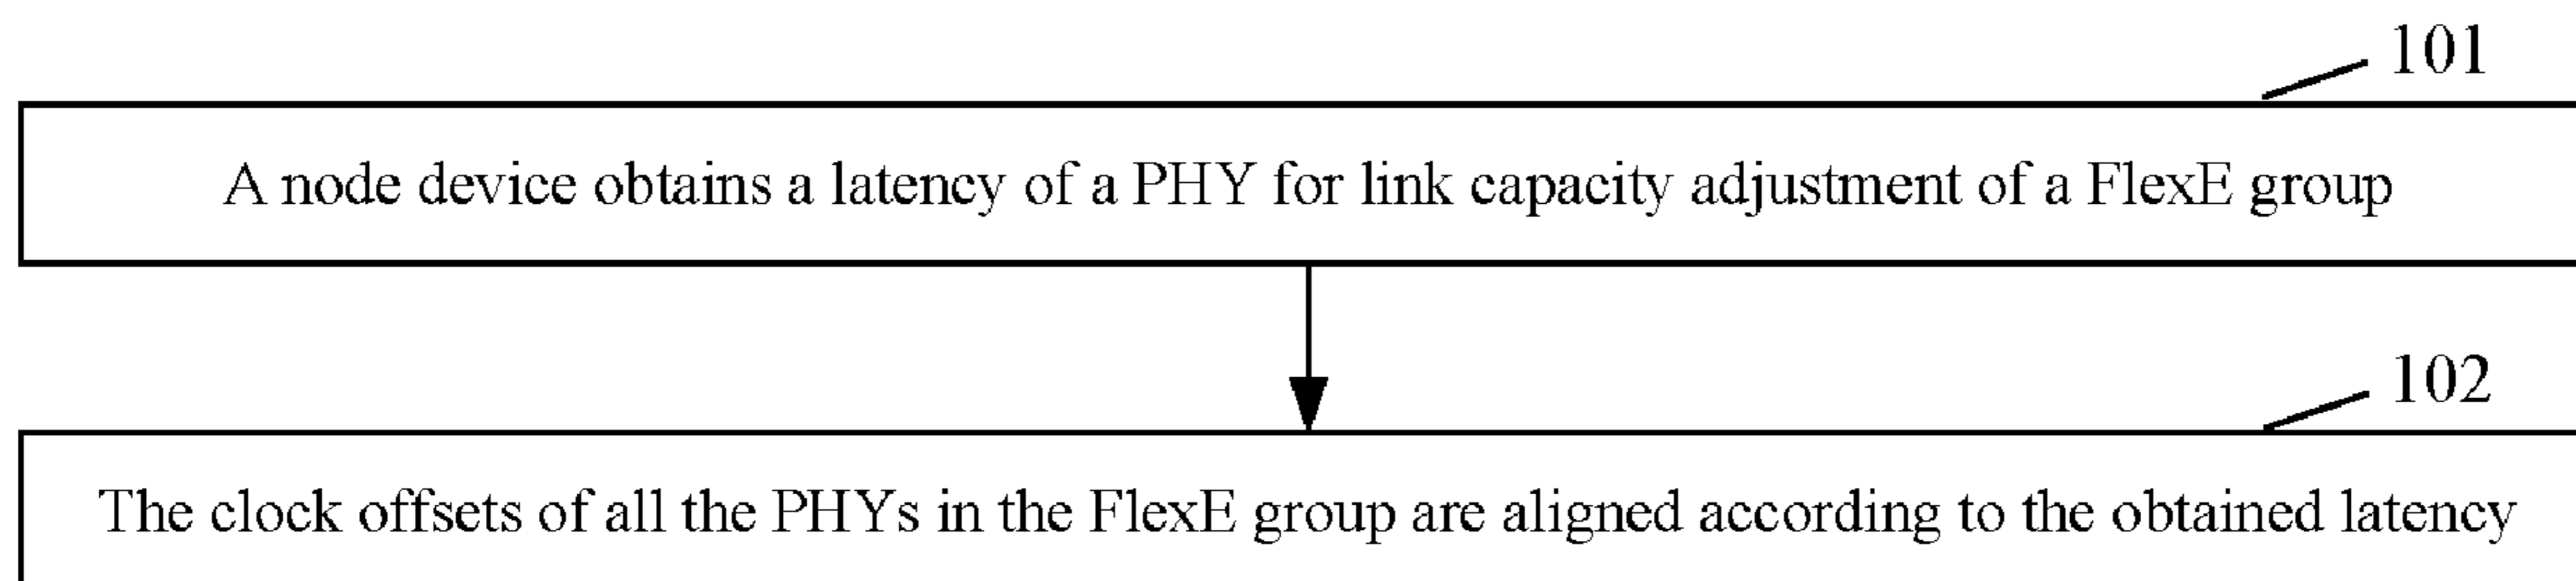 101
A node device obtains a latency of a PHY for link capacity adjustment of a FlexE group
102
The clock offsets of all the PHYs in the FlexE group are aligned according to the obtained latency